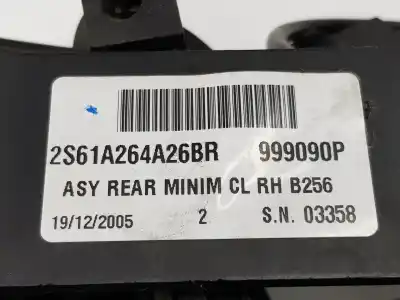 2S61A264A26BR 999090P
ASY REAR MINIM CL RH B256
19/12/2005 2 S.N. 03358